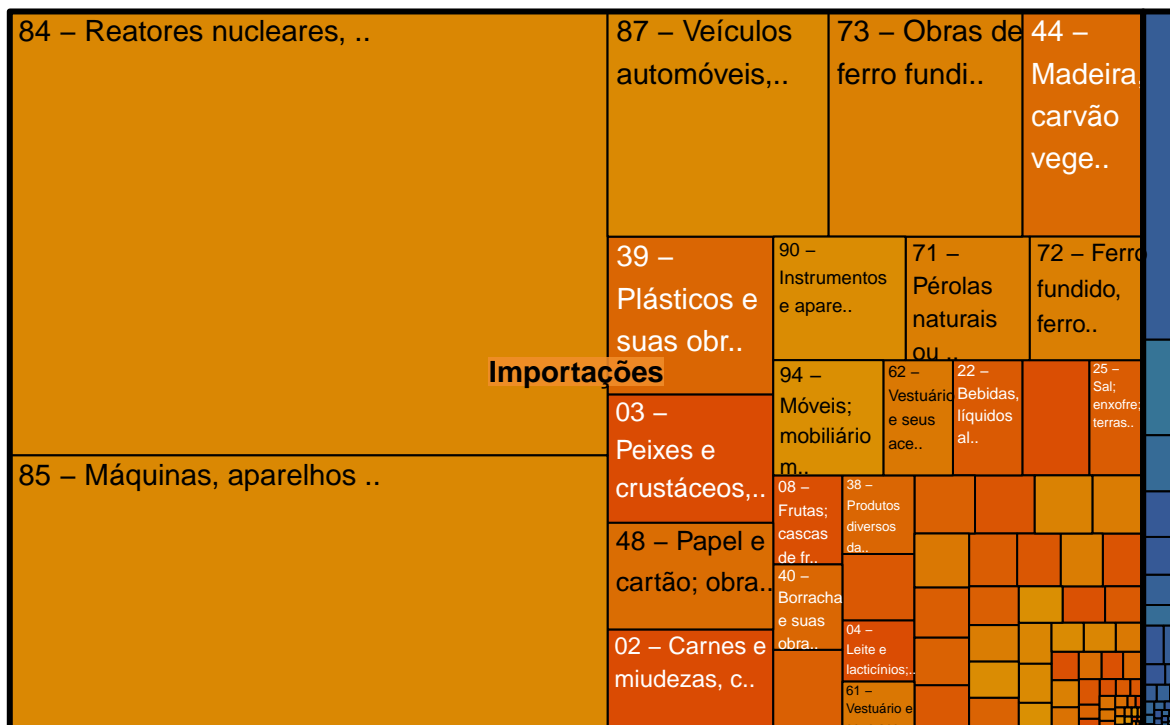 84 – Reatores nucleares, ..
87 – Veículos
automóveis,..
73 – Obras de
ferro fundi..
44 –
Madeira,
carvão
vege..
39 –
Plásticos e
suas obr..
90 –
Instrumentos
e apare..
71 –
Pérolas
naturais
ou ..
72 – Ferro
fundido,
ferro..
Importações
94 –
Móveis;
mobiliário
m..
62 –
Vestuário
e seus
ace..
22 –
Bebidas,
líquidos
al..
25 –
Sal;
enxofre;
terras..
03 –
Peixes e
crustáceos,..
85 – Máquinas, aparelhos ..
08 –
Frutas;
cascas
de fr..
38 –
Produtos
diversos
da..
48 – Papel e
cartão; obra..
40 –
Borracha
e suas
obra..
04 –
Leite e
lacticínios;..
02 – Carnes e
miudezas, c..
61 –
Vestuário e